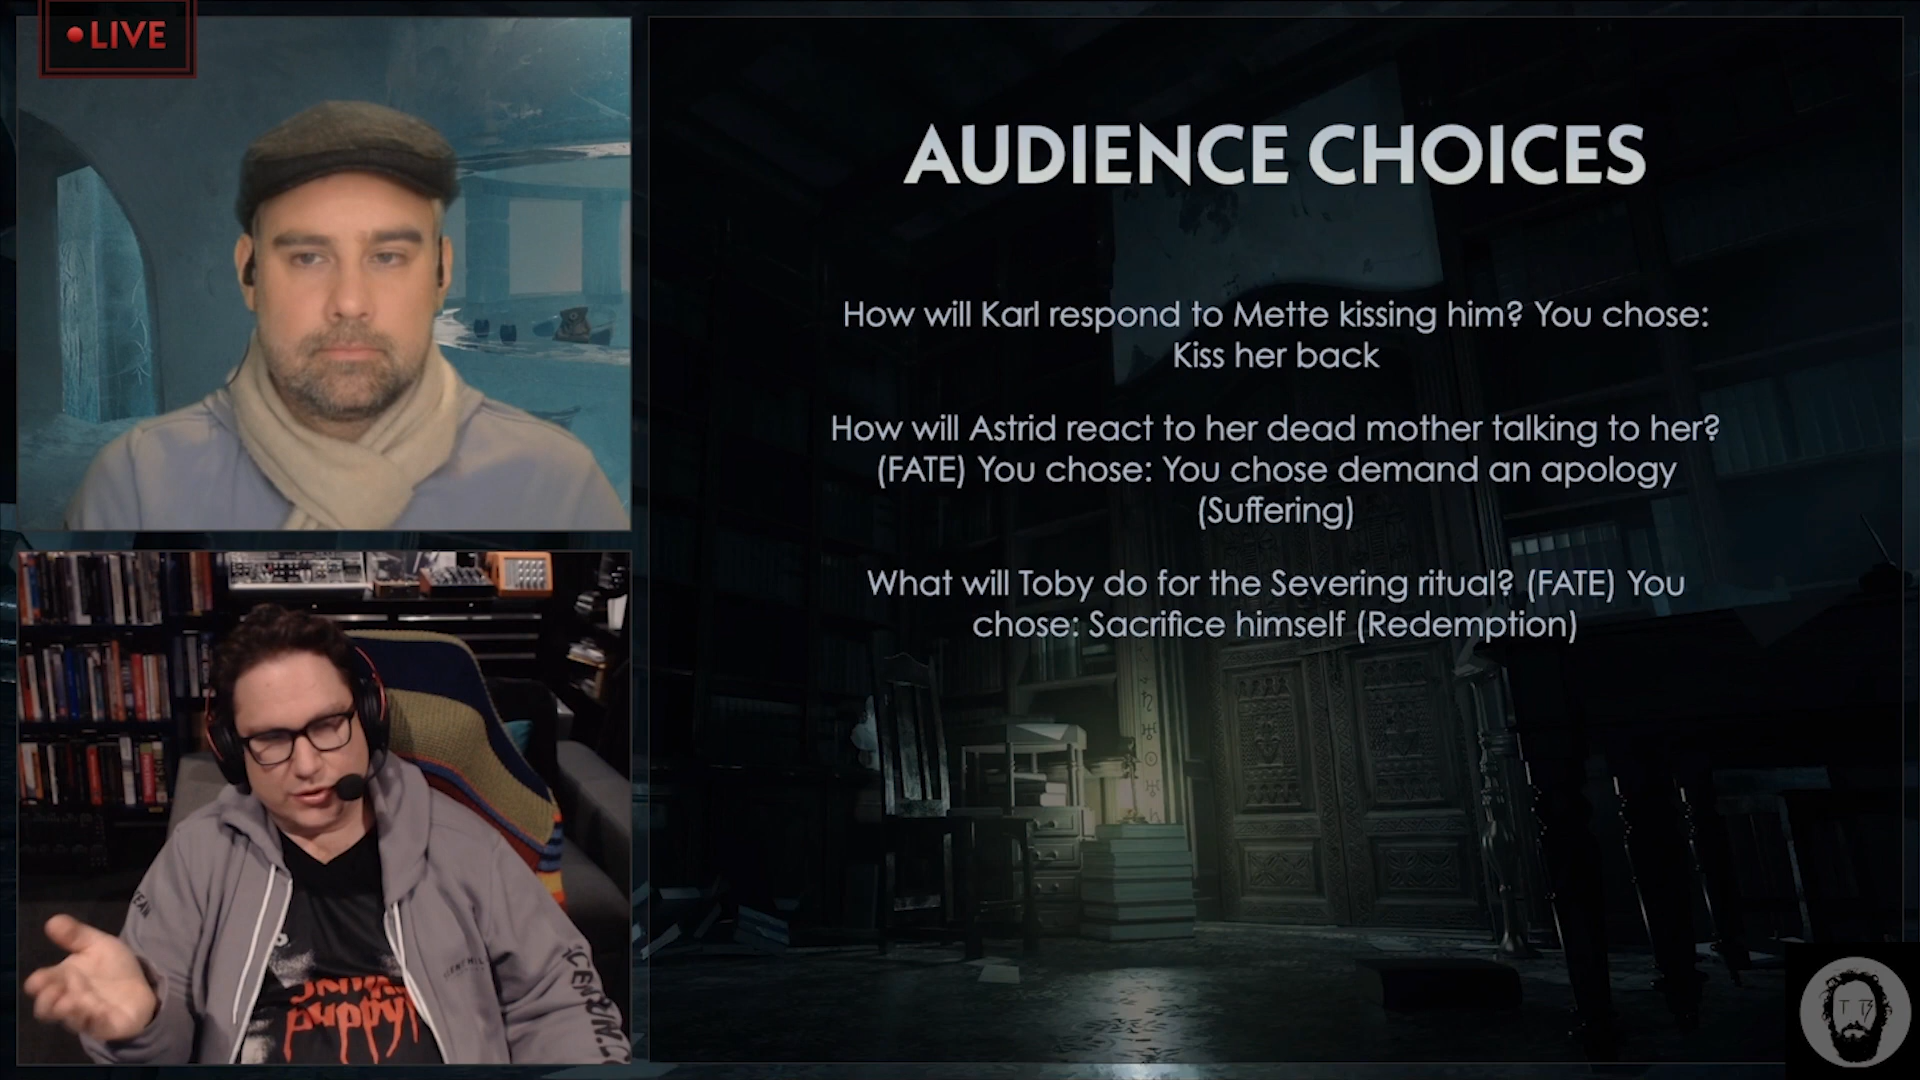 LIVE
AUDIENCE CHOICES
How will Karl respond to Mette kissing him? You chose:
Kiss her back
How will Astrid react to her dead mother talking to her?
(FATE) You chose: You chose demand an apology
(Suffering)
What will Toby do for the Severing ritual? (FATE) You
chose: Sacrifice himself (Redemption)
puppy